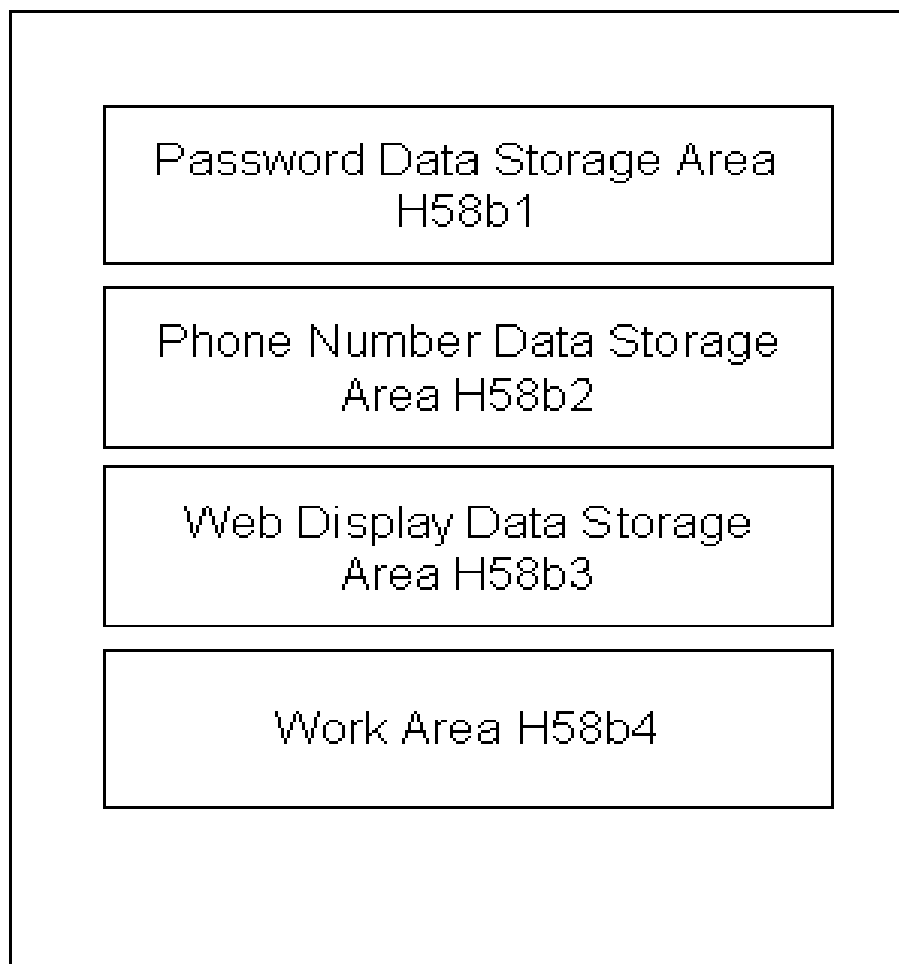 Password Data Storage Area
H58b1
Phone Number Data Storage
Area H58b2
Web Display Data Storage
Area H58b3
Work Area H58b4